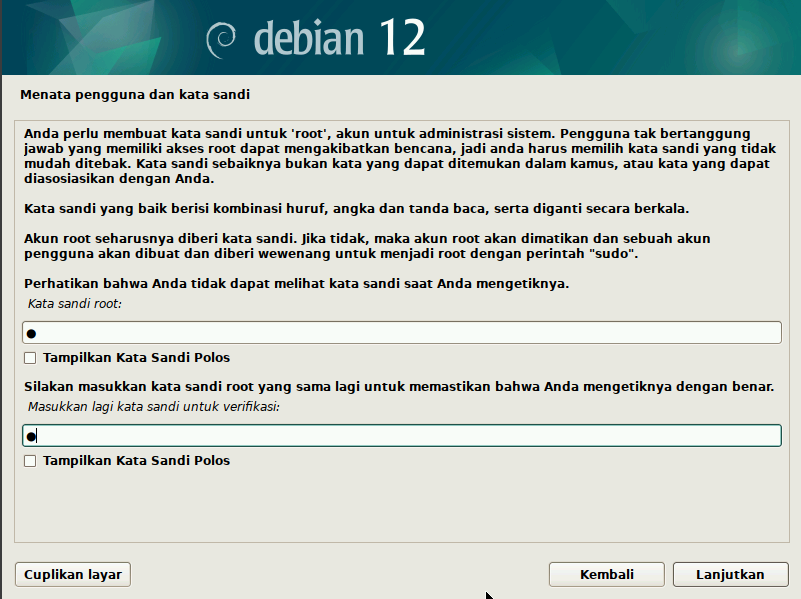 debian 12
Menata pengguna dan kata sandi
Anda perlu membuat kata sandi untuk 'root', akun untuk administrasi sistem. Pengguna tak bertanggung
jawab yang memiliki akses root dapat mengakibatkan bencana, jadi anda harus memilih kata sandi yang tidak
mudah ditebak. Kata sandi sebaiknya bukan kata yang dapat ditemukan dalam kamus, atau kata yang dapat
diasosiasikan dengan Anda.
Kata sandi yang baik berisi kombinasi huruf, angka dan tanda baca, serta diganti secara berkala.
Akun root seharusnya diberi kata sandi. Jika tidak, maka akun root akan dimatikan dan sebuah akun
pengguna akan dibuat dan diberi wewenang untuk menjadi root dengan perintah "sudo".
Perhatikan bahwa Anda tidak dapat melihat kata sandi saat Anda mengetiknya.
Kata sandi root:
Tampilkan Kata Sandi Polos
Silakan masukkan kata sandi root yang sama lagi untuk memastikan bahwa Anda mengetiknya dengan benar.
Masukkan lagi kata sandi untuk verifikasi:
Tampilkan Kata Sandi Polos
Cuplikan layar
Kembali
Lanjutkan